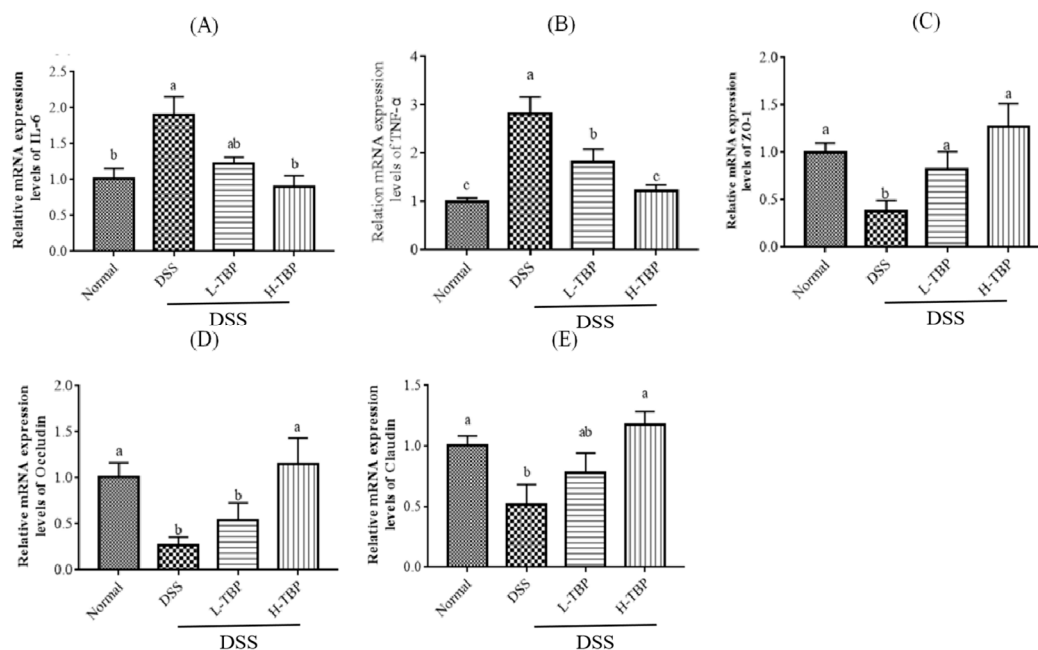 (A)
Relative mRNA expression
levels of IL-6
2.5
2.0
1.5
1.0
0.5
0.0
b
a
ab
b
Normal
DSS
L-TBP
H-TBP
DSS
(B)
Relation mRNA expression
levels of TNF-α
4
3
2
1
0
c
a
b
c
Normal
DSS
L-TBP
H-TBP
DSS
(C)
Relative mRNA expression
levels of ZO-1
2.0
1.5
1.0
0.5
0.0
a
b
a
a
Normal
DSS
L-TBP
H-TBP
DSS
(D)
Relative mRNA expression
levels of Occludin
2.0
1.5
1.0
0.5
0.0
a
b
b
a
Normal
DSS
L-TBP
H-TBP
DSS
(E)
Relative mRNA expression
levels of Claudin
1.5
1.0
0.5
0.0
a
b
ab
a
Normal
DSS
L-TBP
H-TBP
DSS